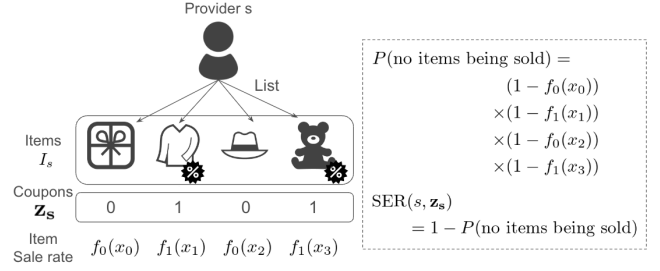 Provider s
List
Items
I_s
Coupons
z_s
0 1 0 1
Item
Sale rate
f_0(x_0) f_1(x_1) f_0(x_2) f_1(x_3)
% %
P(no items being sold) =
(1 − f_0(x_0))
×(1 − f_1(x_1))
×(1 − f_0(x_2))
×(1 − f_1(x_3))
SER(s, z_s)
= 1 − P(no items being sold)